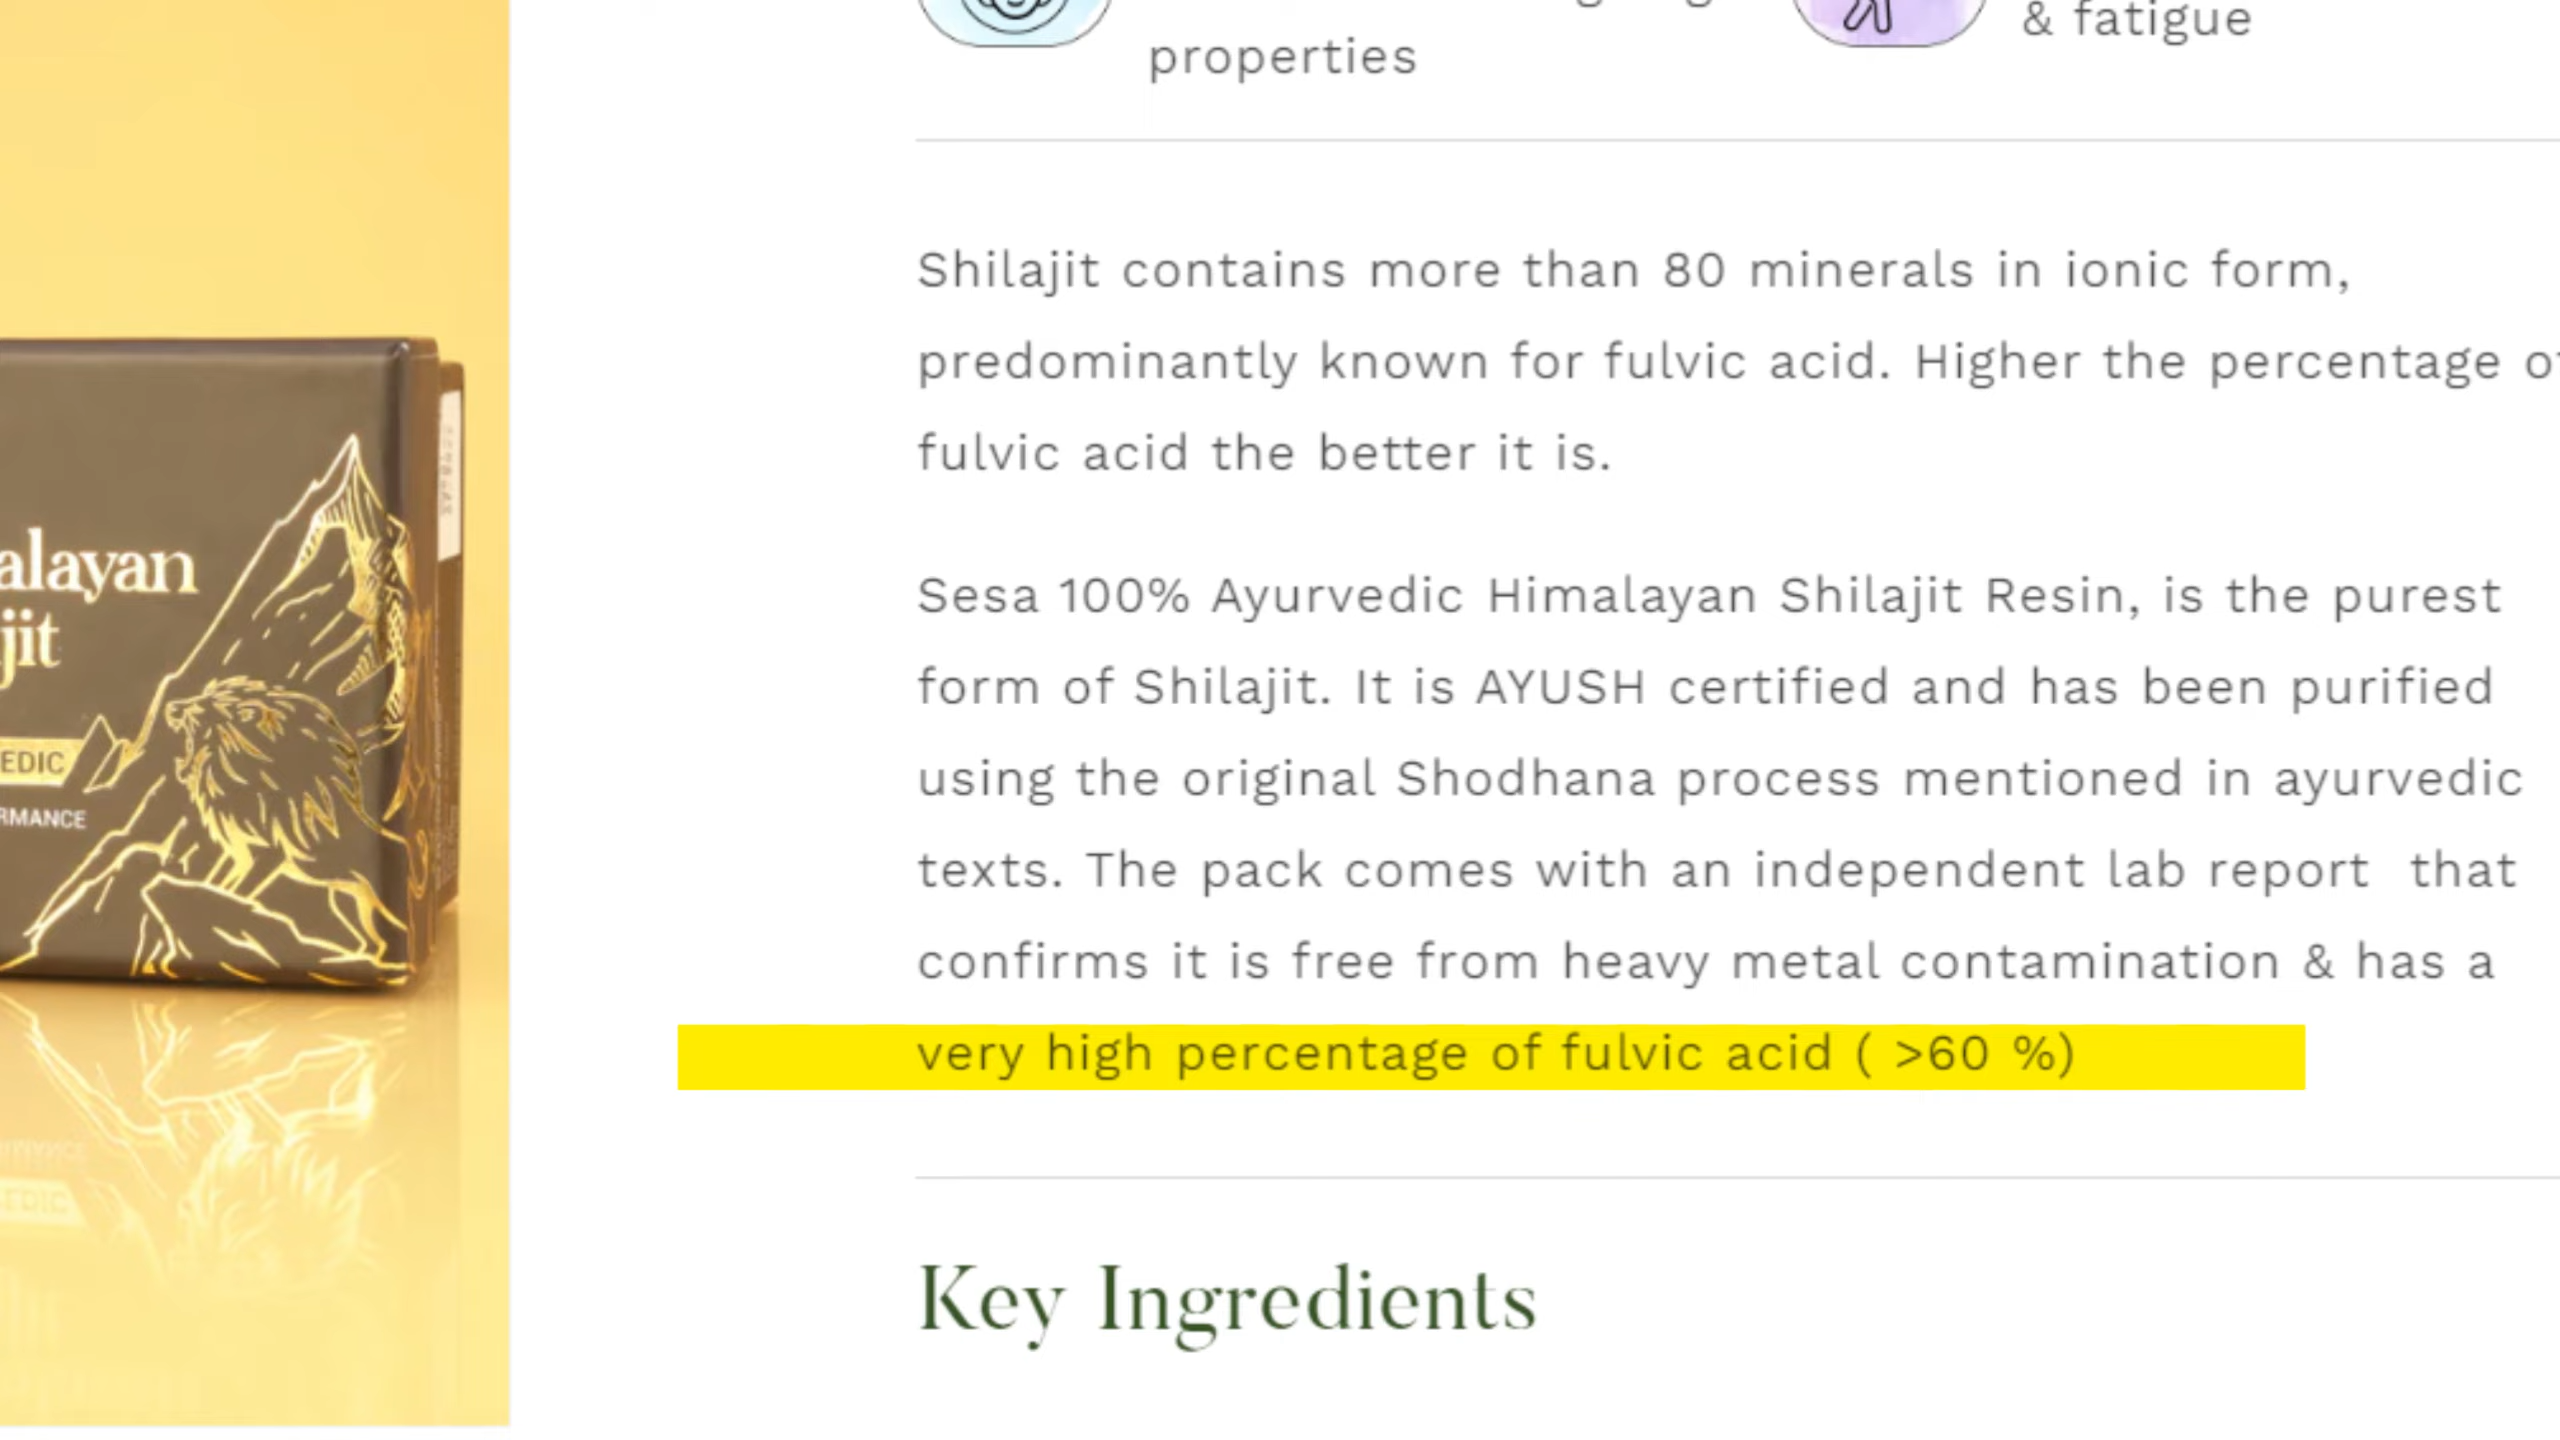 properties
& fatigue
Shilajit contains more than 80 minerals in ionic form,
predominantly known for fulvic acid. Higher the percentage of
fulvic acid the better it is.
Sesa 100% Ayurvedic Himalayan Shilajit Resin, is the purest
form of Shilajit. It is AYUSH certified and has been purified
using the original Shodhana process mentioned in ayurvedic
texts. The pack comes with an independent lab report that
confirms it is free from heavy metal contamination & has a
very high percentage of fulvic acid ( >60 %)
Key Ingredients
alayan
jit
EDIC
RMANCE